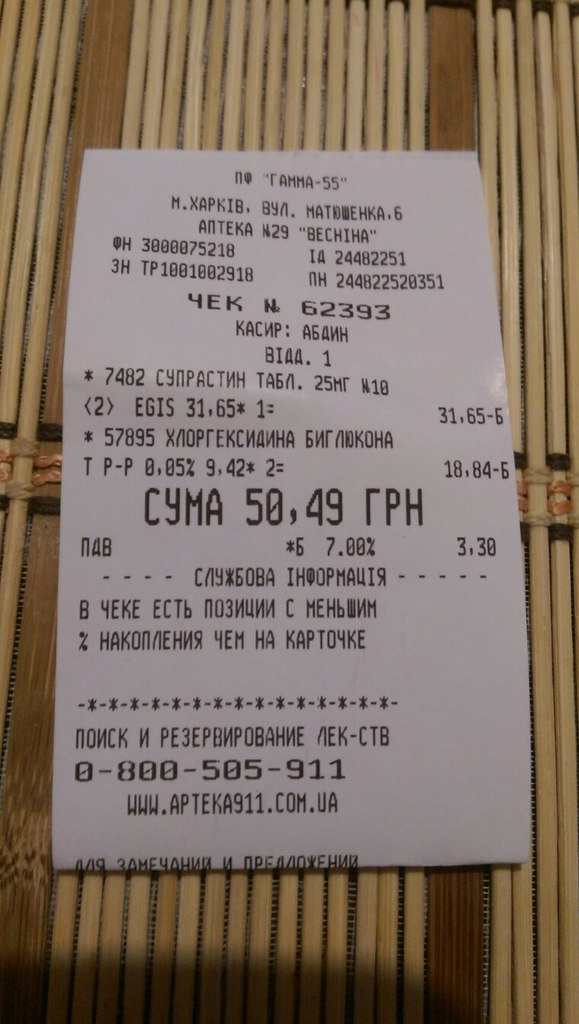 ПФ "ГАММА-55"
М.ХАРКІВ, ВУЛ. МАТЮШЕНКА,6
АПТЕКА №29 "ВЕСНІНА"
ФН 3000075218 ІД 24482251
ЗН ТР1001002918 ПН 244822520351
ЧЕК № 62393
КАСИР: АБДИН
ВІДД. 1
* 7482 СУПРАСТИН ТАБЛ. 25МГ №10
<2> EGIS 31,65* 1= 31,65-Б
* 57895 ХЛОРГЕКСИДИНА БИГЛЮКОНА
Т Р-Р 0,05% 9,42* 2= 18,84-Б
СУМА 50,49 ГРН
ПДВ *Б 7.00% 3,30
- - - - СЛУЖБОВА ІНФОРМАЦІЯ - - - - -
В ЧЕКЕ ЕСТЬ ПОЗИЦИИ С МЕНЬШИМ
% НАКОПЛЕНИЯ ЧЕМ НА КАРТОЧКЕ
-*-*-*-*-*-*-*-*-*-*-*-*-*-*-*-
ПОИСК И РЕЗЕРВИРОВАНИЕ ЛЕК-СТВ
0-800-505-911
WWW.APTEKA911.COM.UA
ДЛЯ ЗАМЕЧАНИЙ И ПРЕДЛОЖЕНИЙ